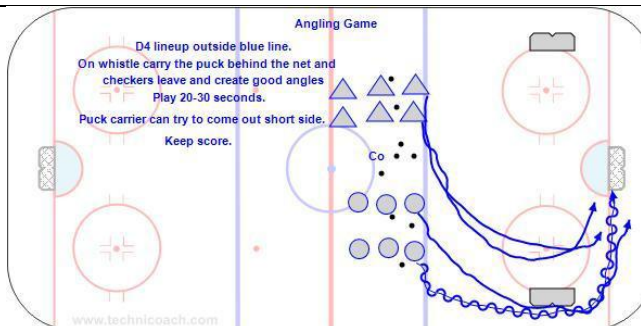 Angling Game
D4 lineup outside blue line.
On whistle carry the puck behind the net and
checkers leave and create good angles
Play 20-30 seconds.
Puck carrier can try to come out short side.
Keep score.
Co
www.technicoach.com